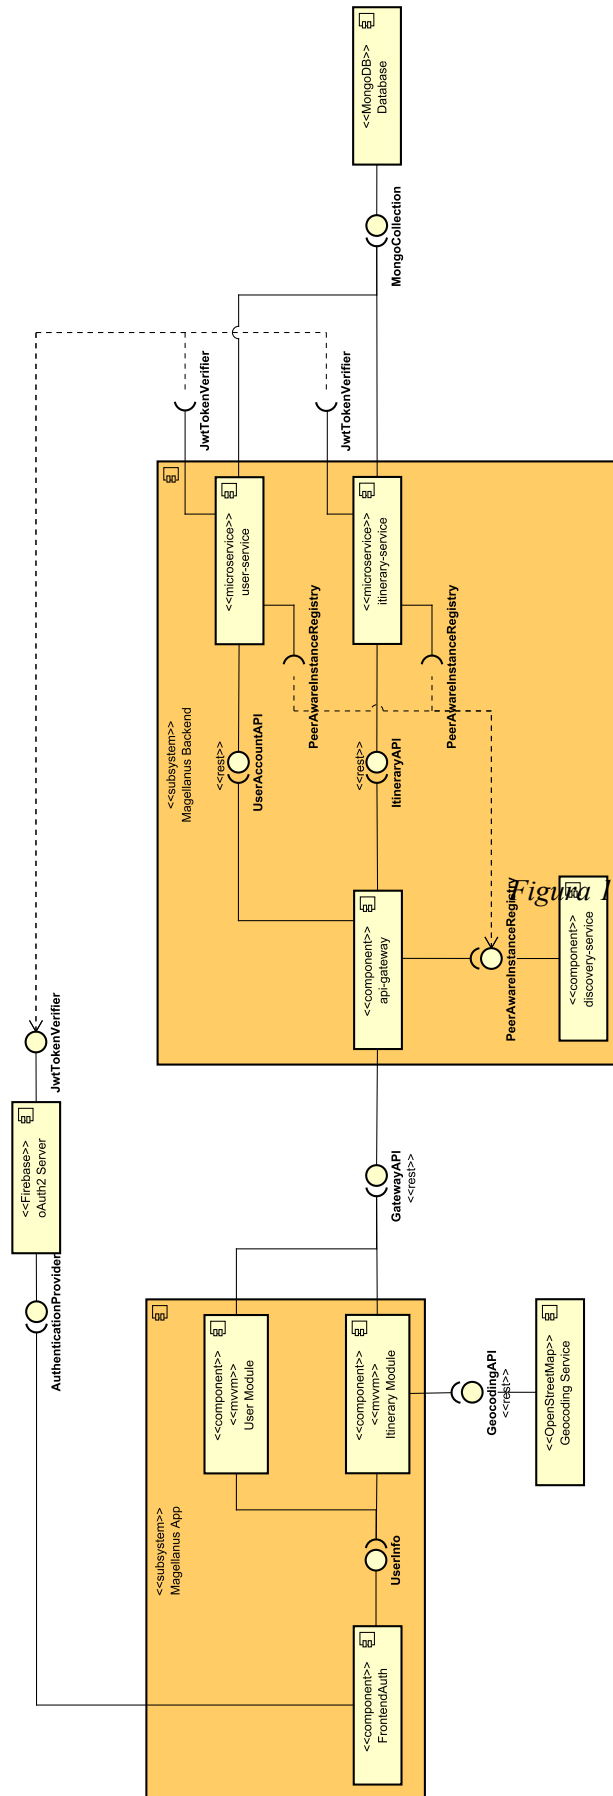 <<MongoDB>>
Database
MongoCollection
JwtTokenVerifier
JwtTokenVerifier
<<microservice>>
user-service
<<microservice>>
itinerary-service
PeerAwareInstanceRegistry
PeerAwareInstanceRegistry
<<subsystem>>
Magellanus Backend
<<rest>>
UserAccountAPI
<<rest>>
ItineraryAPI
Figura 1
<<component>>
api-gateway
PeerAwareInstanceRegistry
<<component>>
discovery-service
JwtTokenVerifier
<<Firebase>>
oAuth2 Server
AuthenticationProvider
GatewayAPI
<<rest>>
<<component>>
<<mvvm>>
User Module
<<component>>
<<mvvm>>
Itinerary Module
GeocodingAPI
<<rest>>
<<OpenStreetMap>>
Geocoding Service
<<subsystem>>
Magellanus App
UserInfo
<<component>>
FrontendAuth